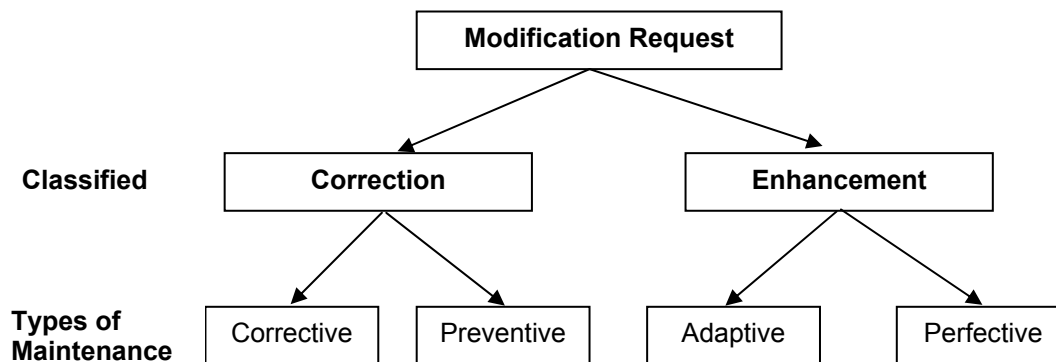 Modification Request
Classified
Correction
Enhancement
Types of
Maintenance
Corrective
Preventive
Adaptive
Perfective